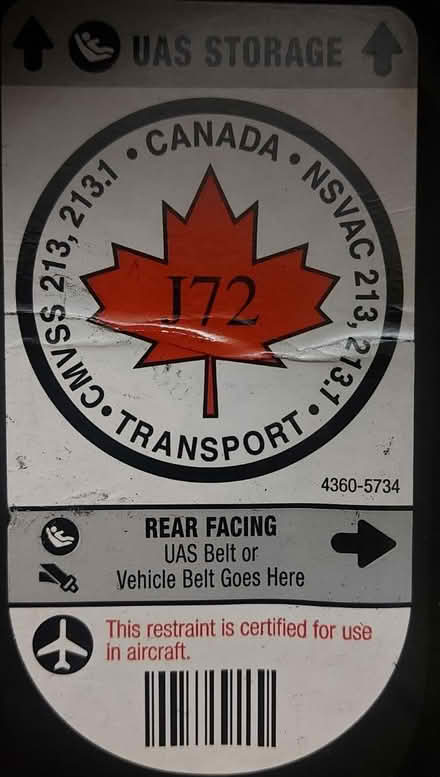 UAS STORAGE
• CANADA •
CMVSS 213, 213.1
NSVAC 213, 213.1
J72
• TRANSPORT •
4360-5734
REAR FACING
UAS Belt or
Vehicle Belt Goes Here
This restraint is certified for use
in aircraft.